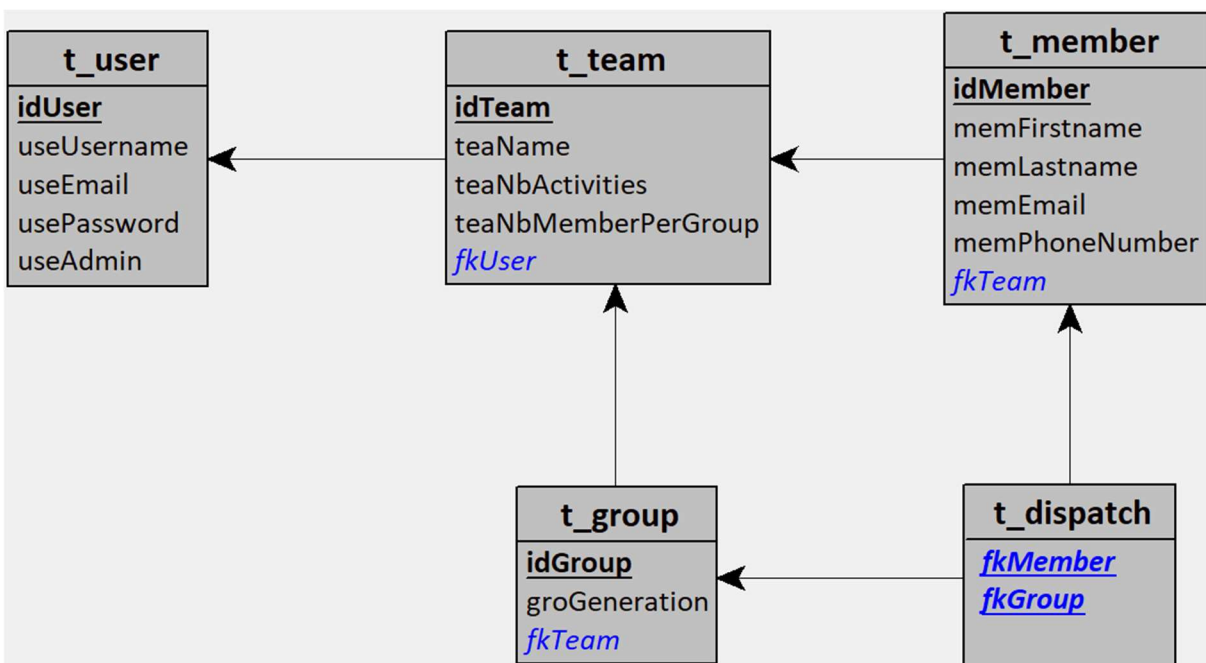 t_user
idUser
useUsername
useEmail
usePassword
useAdmin
t_team
idTeam
teaName
teaNbActivities
teaNbMemberPerGroup
fkUser
t_member
idMember
memFirstname
memLastname
memEmail
memPhoneNumber
fkTeam
t_group
idGroup
groGeneration
fkTeam
t_dispatch
fkMember
fkGroup